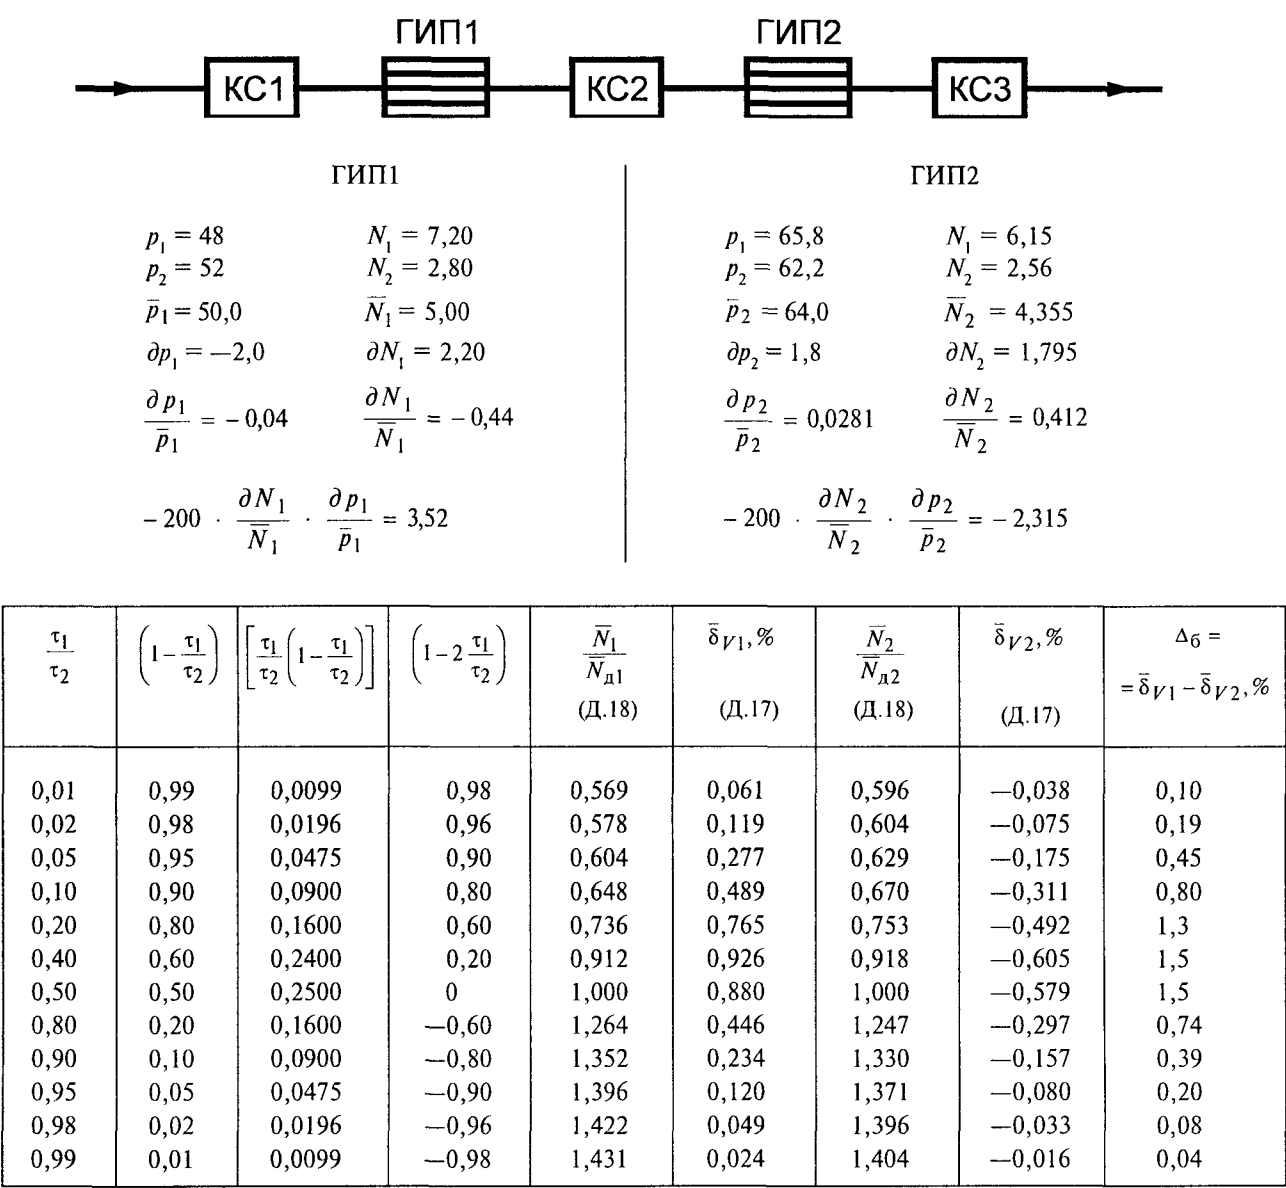 ГИП1 ГИП2
КС1 КС2 КС3
ГИП1 ГИП2
p₁ = 48 N₁ = 7,20 p₁ = 65,8 N₁ = 6,15
p₂ = 52 N₂ = 2,80 p₂ = 62,2 N₂ = 2,56
p̅₁ = 50,0 N̅₁ = 5,00 p̅₂ = 64,0 N̅₂ = 4,355
∂p₁ = —2,0 ∂N₁ = 2,20 ∂p₂ = 1,8 ∂N₂ = 1,795
∂p₁/p̅₁ = - 0,04 ∂N₁/N̅₁ = - 0,44 ∂p₂/p̅₂ = 0,0281 ∂N₂/N̅₂ = 0,412
- 200 · ∂N₁/N̅₁ · ∂p₁/p̅₁ = 3,52 - 200 · ∂N₂/N̅₂ · ∂p₂/p̅₂ = - 2,315
τ₁/τ₂ (1-τ₁/τ₂) [τ₁/τ₂(1-τ₁/τ₂)] (1-2τ₁/τ₂) N̅₁/N̅д1 (Д.18) δ̅V1, % (Д.17) N̅₂/N̅д2 (Д.18) δ̅V2, % (Д.17) Δб = = δ̅V1 - δ̅V2, %
0,01 0,99 0,0099 0,98 0,569 0,061 0,596 —0,038 0,10
0,02 0,98 0,0196 0,96 0,578 0,119 0,604 —0,075 0,19
0,05 0,95 0,0475 0,90 0,604 0,277 0,629 —0,175 0,45
0,10 0,90 0,0900 0,80 0,648 0,489 0,670 —0,311 0,80
0,20 0,80 0,1600 0,60 0,736 0,765 0,753 —0,492 1,3
0,40 0,60 0,2400 0,20 0,912 0,926 0,918 —0,605 1,5
0,50 0,50 0,2500 0 1,000 0,880 1,000 —0,579 1,5
0,80 0,20 0,1600 —0,60 1,264 0,446 1,247 —0,297 0,74
0,90 0,10 0,0900 —0,80 1,352 0,234 1,330 —0,157 0,39
0,95 0,05 0,0475 —0,90 1,396 0,120 1,371 —0,080 0,20
0,98 0,02 0,0196 —0,96 1,422 0,049 1,396 —0,033 0,08
0,99 0,01 0,0099 —0,98 1,431 0,024 1,404 —0,016 0,04